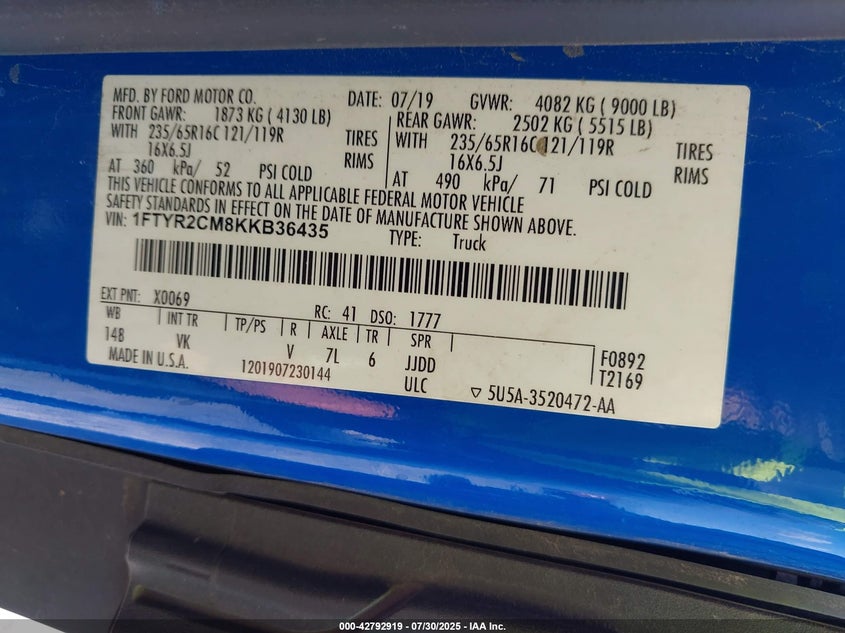 MFD. BY FORD MOTOR CO.
DATE: 07/19
GVWR: 4082 KG ( 9000 LB)
FRONT GAWR: 1873 KG ( 4130 LB)
REAR GAWR: 2502 KG ( 5515 LB)
WITH 235/65R16C 121/119R TIRES
WITH 235/65R16C 121/119R TIRES
16X6.5J RIMS
16X6.5J RIMS
AT 360 kPa/ 52 PSI COLD
AT 490 kPa/ 71 PSI COLD
THIS VEHICLE CONFORMS TO ALL APPLICABLE FEDERAL MOTOR VEHICLE
SAFETY STANDARDS IN EFFECT ON THE DATE OF MANUFACTURE SHOWN ABOVE.
VIN: 1FTYR2CM8KKB36435
TYPE: Truck
EXT PNT: X0069
RC: 41 DSO: 1777
WB INT TR TP/PS R AXLE TR SPR
148 VK V 7L 6 JJDD
F0892
MADE IN U.S.A.
1201907230144
ULC
T2169
▽ 5U5A-3520472-AA
000-42792919 / 07/30/2025 - IAA Inc.